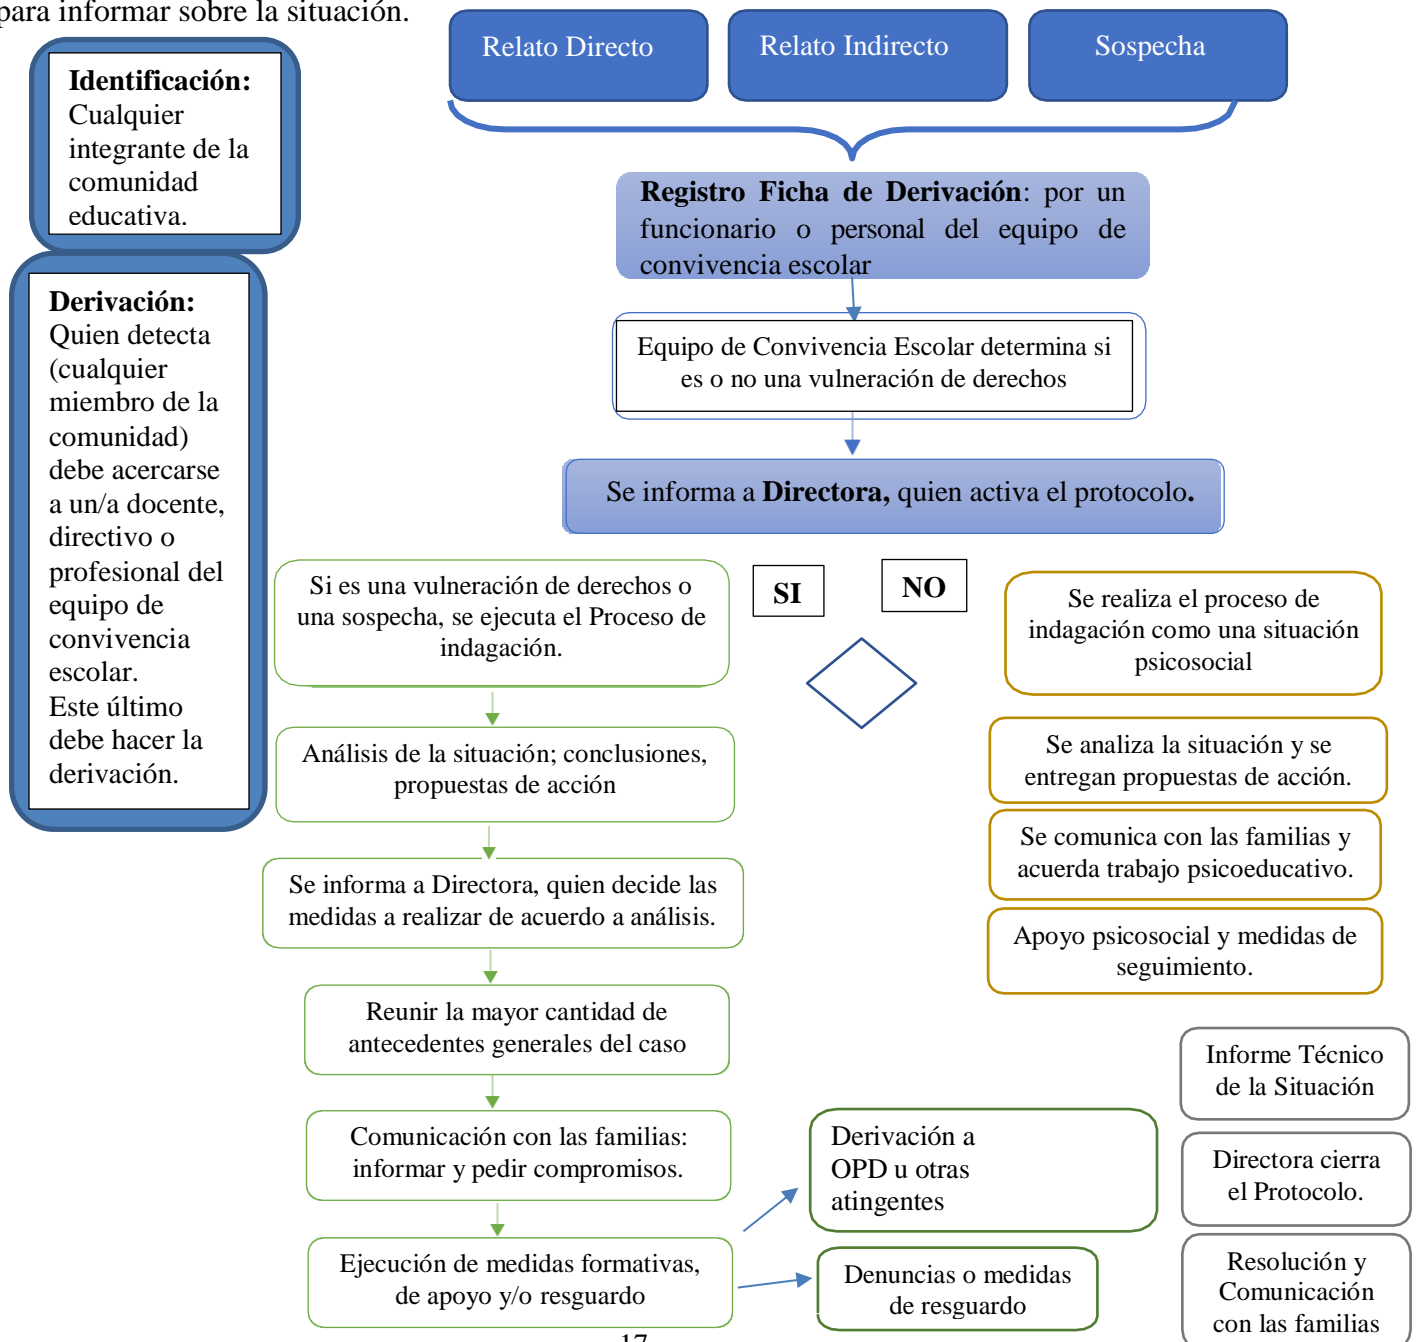 para informar sobre la situación.
Relato Directo
Relato Indirecto
Sospecha
Identificación:
Cualquier
integrante de la
comunidad
educativa.
Registro Ficha de Derivación: por un
funcionario o personal del equipo de
convivencia escolar
Derivación:
Quien detecta
(cualquier
miembro de la
comunidad)
debe acercarse
a un/a docente,
directivo o
profesional del
equipo de
convivencia
escolar.
Este último
debe hacer la
derivación.
Equipo de Convivencia Escolar determina si
es o no una vulneración de derechos
Se informa a Directora, quien activa el protocolo.
SI
NO
Si es una vulneración de derechos o
una sospecha, se ejecuta el Proceso de
indagación.
Análisis de la situación; conclusiones,
propuestas de acción
Se informa a Directora, quien decide las
medidas a realizar de acuerdo a análisis.
Reunir la mayor cantidad de
antecedentes generales del caso
Comunicación con las familias:
informar y pedir compromisos.
Ejecución de medidas formativas,
de apoyo y/o resguardo
Se realiza el proceso de
indagación como una situación
psicosocial
Se analiza la situación y se
entregan propuestas de acción.
Se comunica con las familias y
acuerda trabajo psicoeducativo.
Apoyo psicosocial y medidas de
seguimiento.
Derivación a
OPD u otras
atingentes
Denuncias o medidas
de resguardo
Informe Técnico
de la Situación
Directora cierra
el Protocolo.
Resolución y
Comunicación
con las familias
17